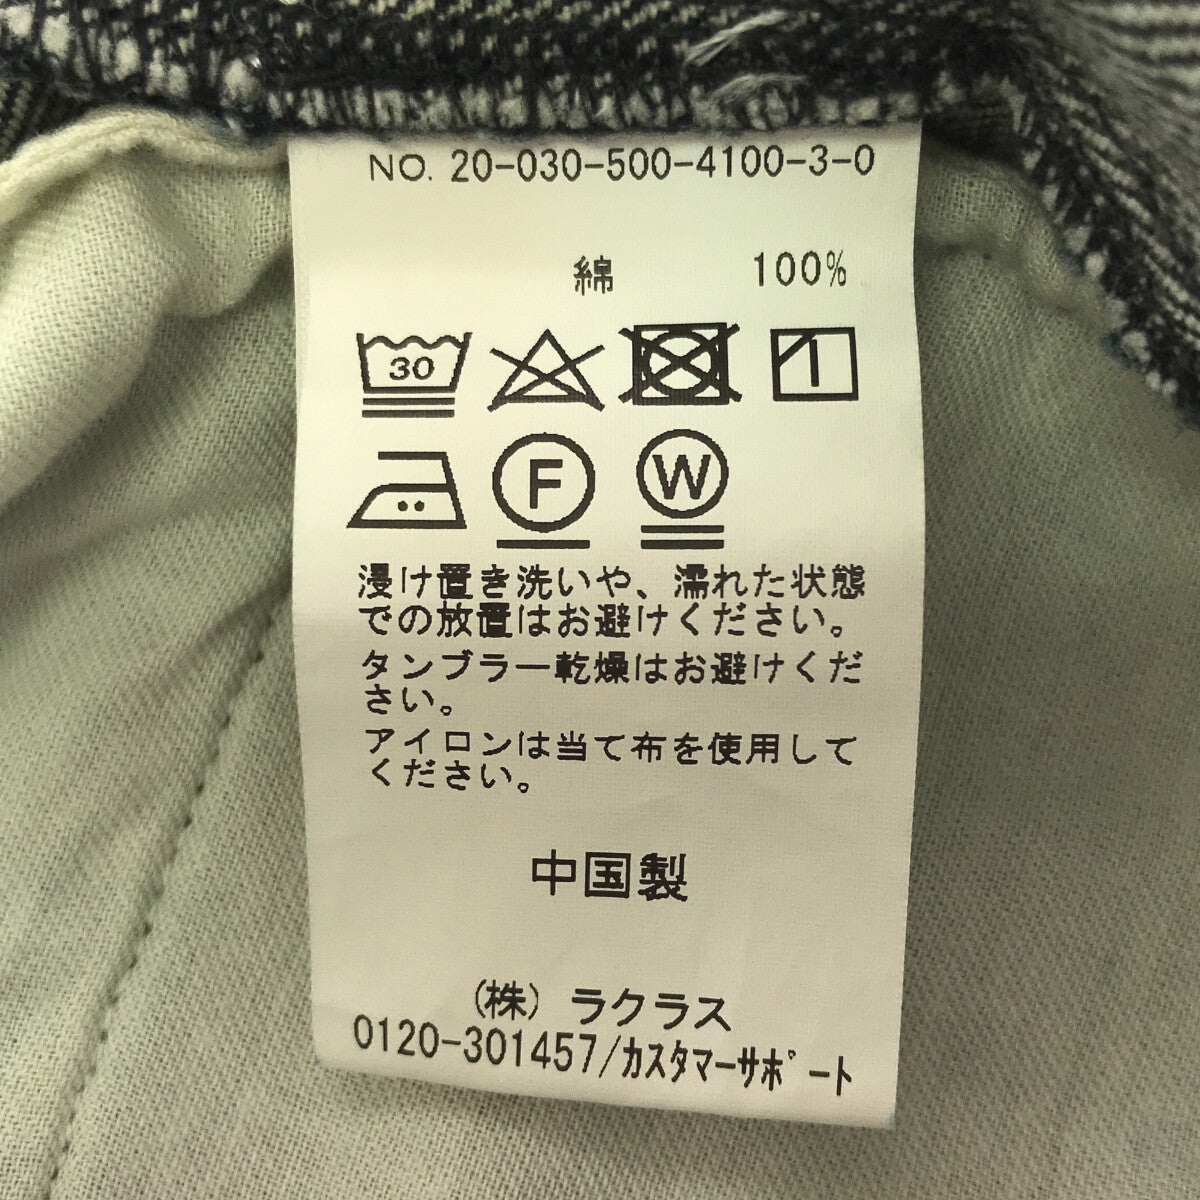 NO. 20-030-500-4100-3-0
綿 100%
30
F W
浸け置き洗いや、濡れた状態
での放置はお避けください。
タンブラー乾燥はお避けくだ
さい。
アイロンは当て布を使用して
ください。
中国製
(株) ラクラス
0120-301457/カスタマーサポート